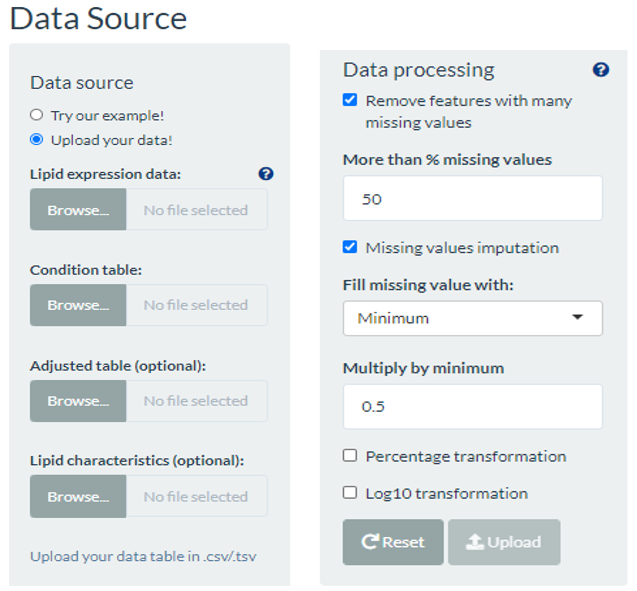 Data Source
Data source
Try our example!
Upload your data!
Lipid expression data:
Browse...
No file selected
Condition table:
Browse...
No file selected
Adjusted table (optional):
Browse...
No file selected
Lipid characteristics (optional):
Browse...
No file selected
Upload your data table in .csv/.tsv
Data processing
Remove features with many
missing values
More than % missing values
50
Missing values imputation
Fill missing value with:
Minimum
Multiply by minimum
0.5
Percentage transformation
Log10 transformation
Reset
Upload